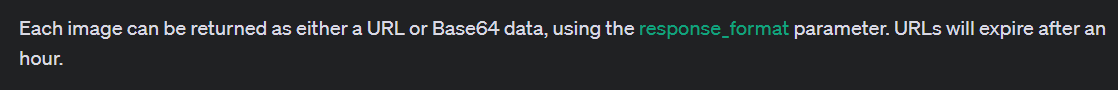 Each image can be returned as either a URL or Base64 data, using the response_format parameter. URLs will expire after an
hour.